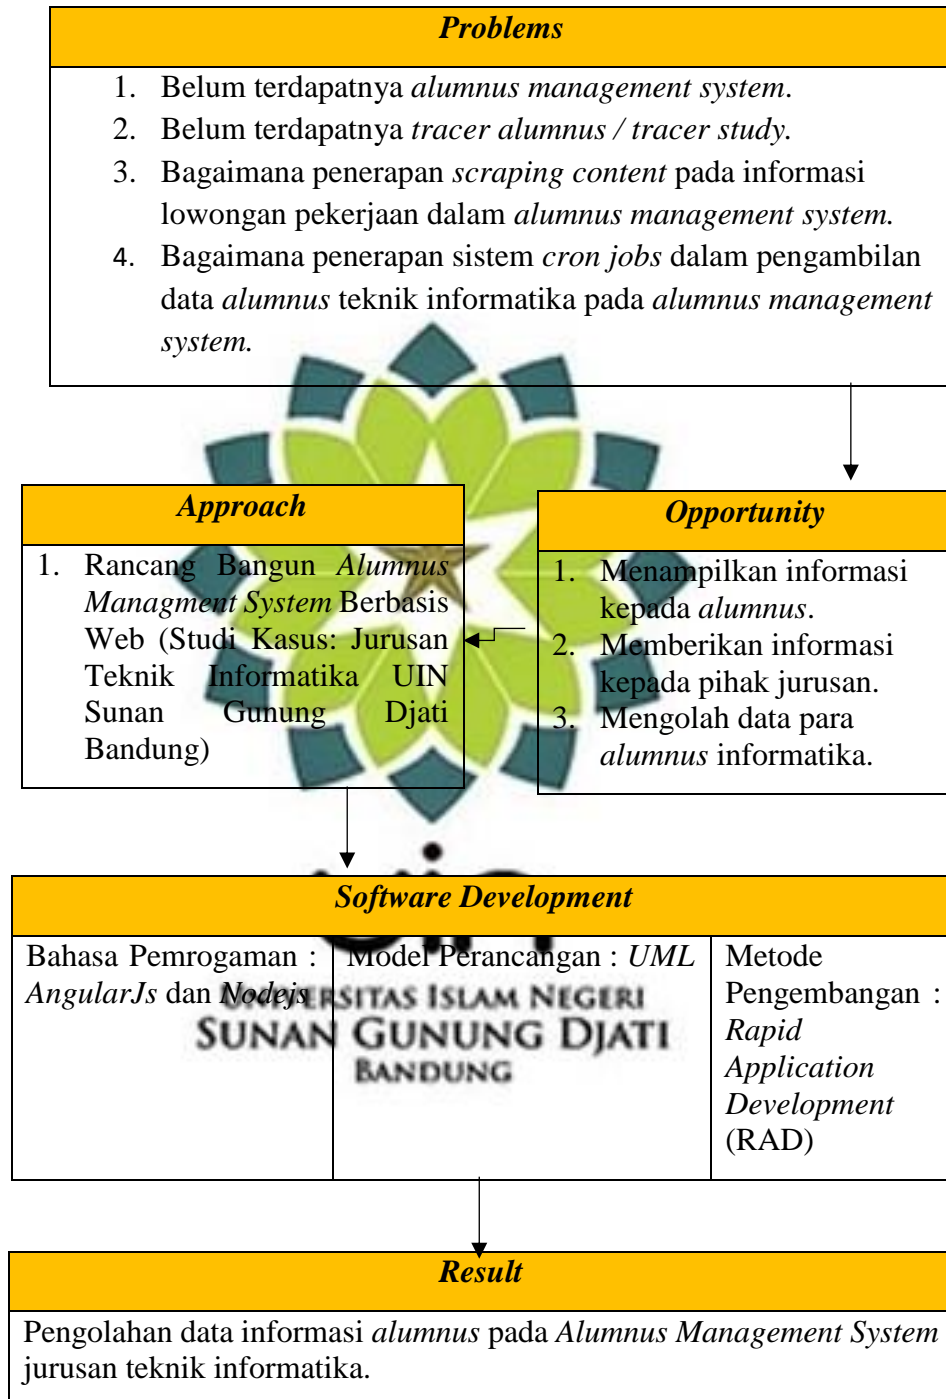 Problems
1. Belum terdapatnya alumnus management system.
2. Belum terdapatnya tracer alumnus / tracer study.
3. Bagaimana penerapan scraping content pada informasi
lowongan pekerjaan dalam alumnus management system.
4. Bagaimana penerapan sistem cron jobs dalam pengambilan
data alumnus teknik informatika pada alumnus management
system.
Opportunity
1. Menampilkan informasi
kepada alumnus.
2. Memberikan informasi
kepada pihak jurusan.
3. Mengolah data para
alumnus informatika.
Approach
1. Rancang Bangun Alumnus
Managment System Berbasis
Web (Studi Kasus: Jurusan
Teknik Informatika UIN
Sunan Gunung Djati
Bandung)
Software Development
Bahasa Pemrogaman :
AngularJs dan Nodejs
Model Perancangan : UML
Metode
Pengembangan :
Rapid
Application
Development
(RAD)
SITAS ISLAM NEGERI
SUNAN GUNUNG DJATI
BANDUNG
Result
Pengolahan data informasi alumnus pada Alumnus Management System
jurusan teknik informatika.